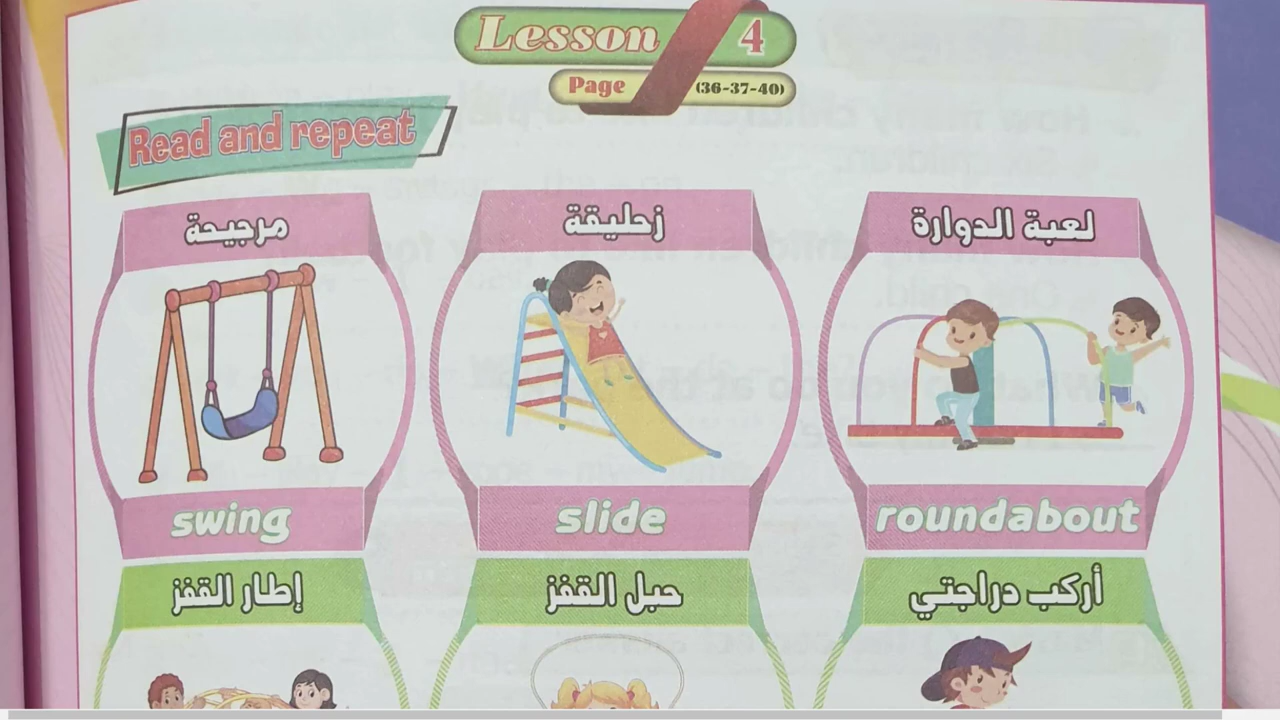 Lesson 4
Page (36-37-40)
Read and repeat
مرجيحة
زحليقة
لعبة الدوارة
swing
slide
roundabout
إطار القفز
حبل القفز
أركب دراجتي